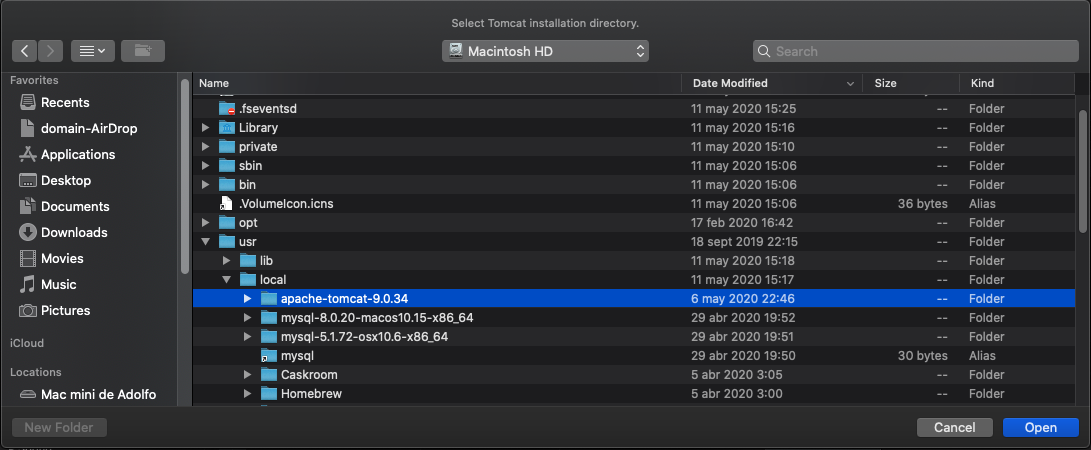 Select Tomcat installation directory.
Macintosh HD
Search
Favorites
Recents
domain-AirDrop
Applications
Desktop
Documents
Downloads
Movies
Music
Pictures
iCloud
Locations
Mac mini de Adolfo
Name Date Modified Size Kind
.fseventsd 11 may 2020 15:25 -- Folder
Library 11 may 2020 15:16 -- Folder
private 11 may 2020 15:10 -- Folder
sbin 11 may 2020 15:06 -- Folder
bin 11 may 2020 15:06 -- Folder
.VolumeIcon.icns 11 may 2020 15:06 36 bytes Alias
opt 17 feb 2020 16:42 -- Folder
usr 18 sept 2019 22:15 -- Folder
lib 11 may 2020 15:18 -- Folder
local 11 may 2020 15:17 -- Folder
apache-tomcat-9.0.34 6 may 2020 22:46 -- Folder
mysql-8.0.20-macos10.15-x86_64 29 abr 2020 19:52 -- Folder
mysql-5.1.72-osx10.6-x86_64 29 abr 2020 19:51 -- Folder
mysql 29 abr 2020 19:50 30 bytes Alias
Caskroom 5 abr 2020 3:05 -- Folder
Homebrew 5 abr 2020 3:00 -- Folder
New Folder
Cancel
Open